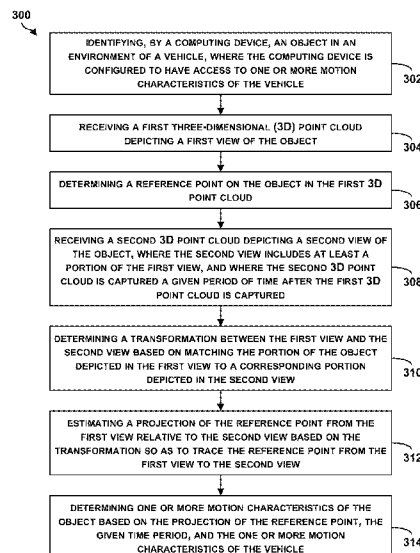 300
IDENTIFYING, BY A COMPUTING DEVICE, AN OBJECT IN AN
ENVIRONMENT OF A VEHICLE, WHERE THE COMPUTING DEVICE IS
CONFIGURED TO HAVE ACCESS TO ONE OR MORE MOTION
CHARACTERISTICS OF THE VEHICLE
302
RECEIVING A FIRST THREE-DIMENSIONAL (3D) POINT CLOUD
DEPICTING A FIRST VIEW OF THE OBJECT
304
DETERMINING A REFERENCE POINT ON THE OBJECT IN THE FIRST 3D
POINT CLOUD
306
RECEIVING A SECOND 3D POINT CLOUD DEPICTING A SECOND VIEW OF
THE OBJECT, WHERE THE SECOND VIEW INCLUDES AT LEAST A
PORTION OF THE FIRST VIEW, AND WHERE THE SECOND 3D POINT
CLOUD IS CAPTURED A GIVEN PERIOD OF TIME AFTER THE FIRST 3D
POINT CLOUD IS CAPTURED
308
DETERMINING A TRANSFORMATION BETWEEN THE FIRST VIEW AND THE
SECOND VIEW BASED ON MATCHING THE PORTION OF THE OBJECT
DEPICTED IN THE FIRST VIEW TO A CORRESPONDING PORTION
DEPICTED IN THE SECOND VIEW
310
ESTIMATING A PROJECTION OF THE REFERENCE POINT FROM THE
FIRST VIEW RELATIVE TO THE SECOND VIEW BASED ON THE
TRANSFORMATION SO AS TO TRACE THE REFERENCE POINT FROM THE
FIRST VIEW TO THE SECOND VIEW
312
DETERMINING ONE OR MORE MOTION CHARACTERISTICS OF THE
OBJECT BASED ON THE PROJECTION OF THE REFERENCE POINT, THE
GIVEN TIME PERIOD, AND THE ONE OR MORE MOTION
CHARACTERISTICS OF THE VEHICLE
314